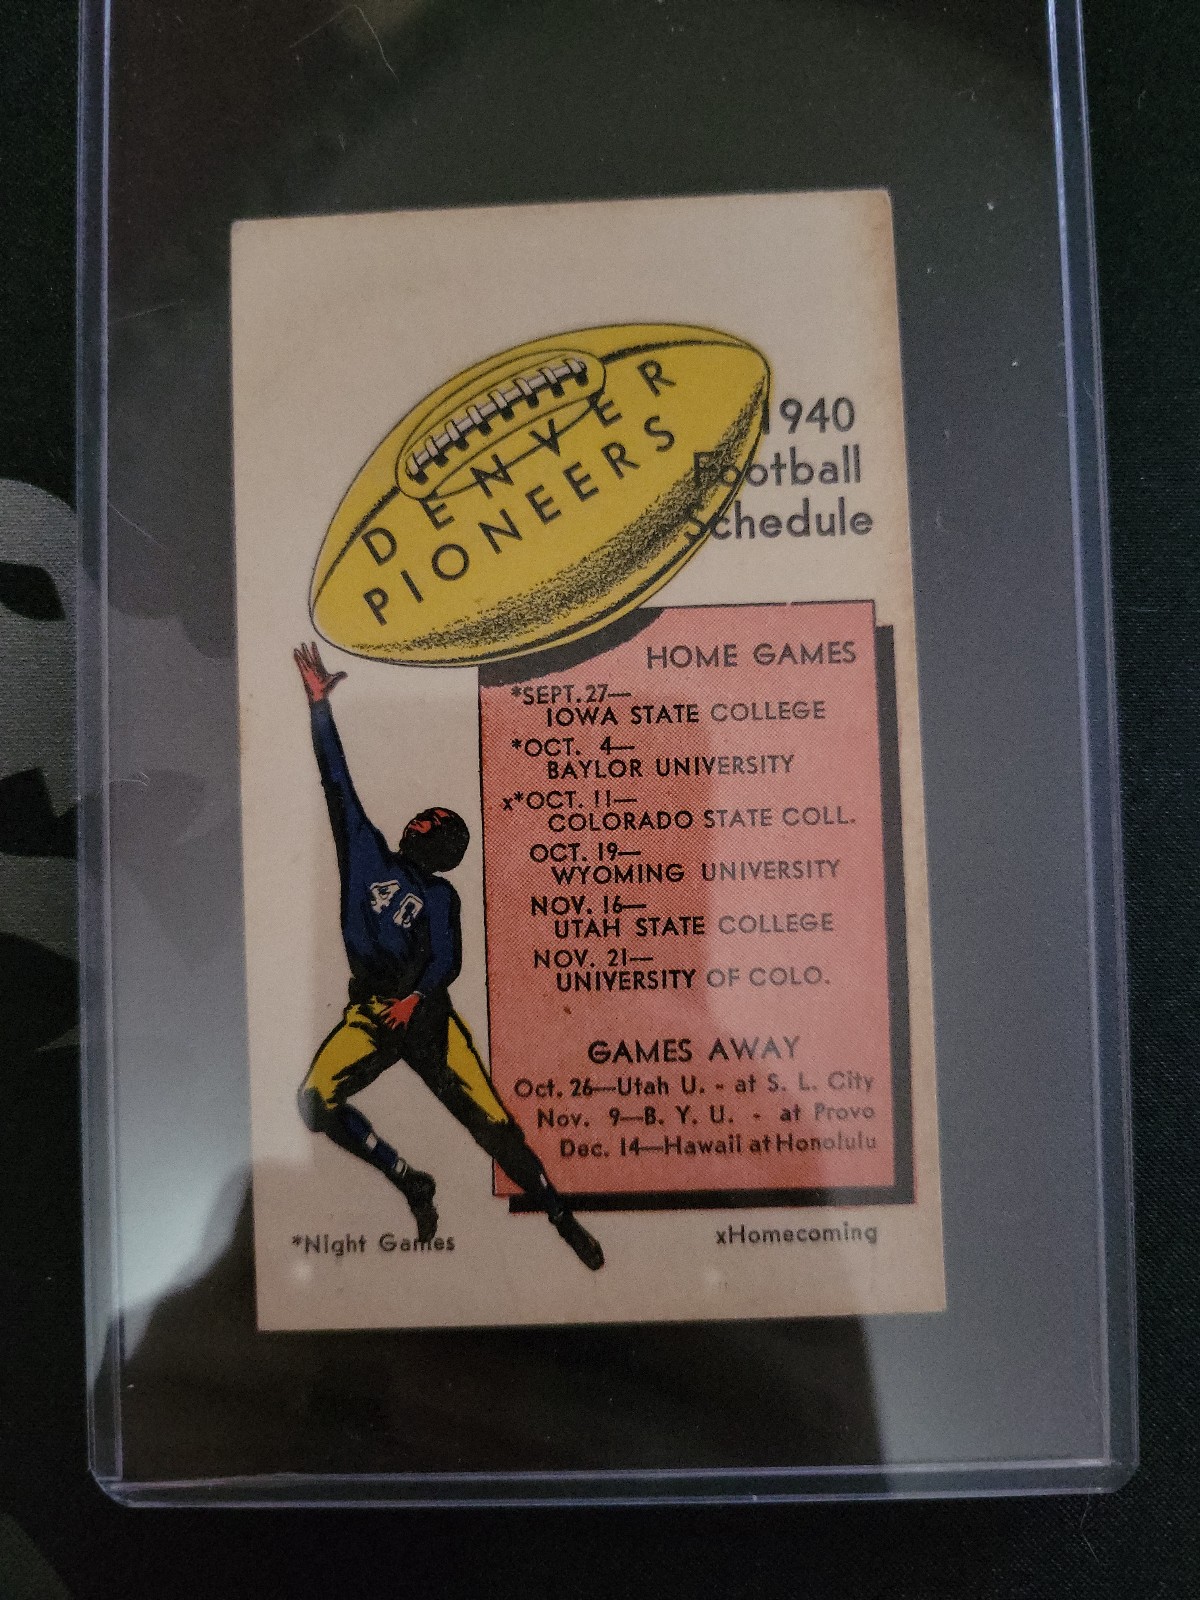 DENVER
PIONEERS
1940
Football
Schedule
HOME GAMES
*SEPT. 27—
IOWA STATE COLLEGE
*OCT. 4—
BAYLOR UNIVERSITY
x*OCT. 11—
COLORADO STATE COLL.
OCT. 19—
WYOMING UNIVERSITY
NOV. 16—
UTAH STATE COLLEGE
NOV. 21—
UNIVERSITY OF COLO.
GAMES AWAY
Oct. 26—Utah U. - at S. L. City
Nov. 9—B. Y. U. - at Provo
Dec. 14—Hawaii at Honolulu
*Night Games
xHomecoming